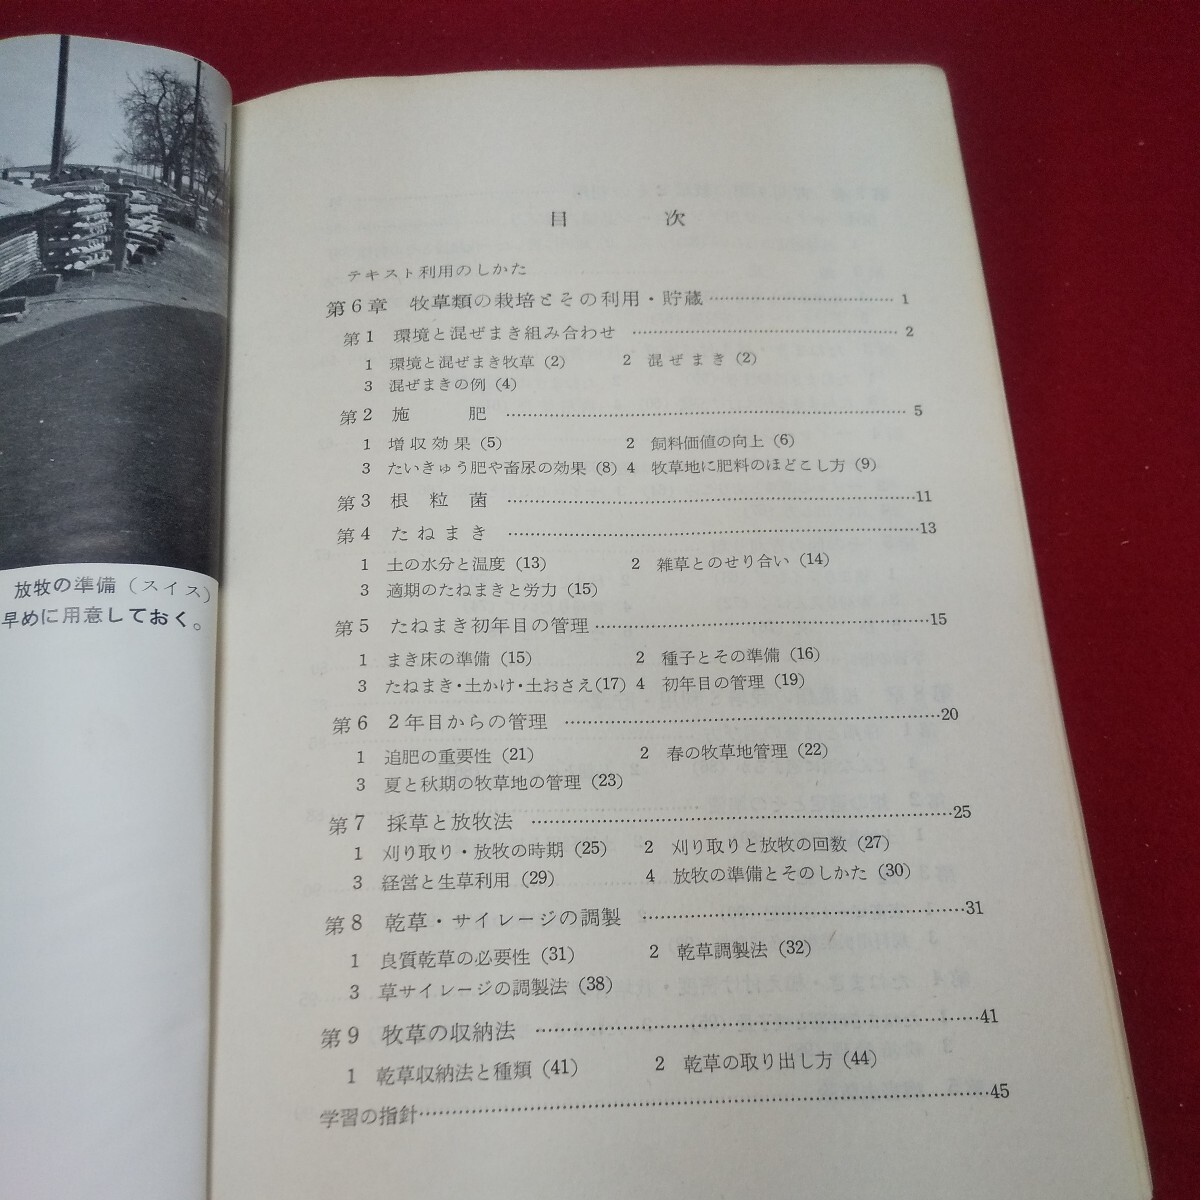 放牧の準備（スイス）
早めに用意しておく。
目　次
テキスト利用のしかた
第6章　牧草類の栽培とその利用・貯蔵……………………………1
第1　環境と混ぜまき組み合わせ……………………………2
1　環境と混ぜまき牧草（2）　2　混ぜまき（2）
3　混ぜまきの例（4）
第2　施　肥……………………………5
1　増収効果（5）　2　飼料価値の向上（6）
3　たいきゅう肥や畜尿の効果（8）　4　牧草地に肥料のほどこし方（9）
第3　根粒菌……………………………11
第4　たねまき……………………………13
1　土の水分と温度（13）　2　雑草とのせり合い（14）
3　適期のたねまきと労力（15）
第5　たねまき初年目の管理……………………………15
1　まき床の準備（15）　2　種子とその準備（16）
3　たねまき・土かけ・土おさえ（17）　4　初年目の管理（19）
第6　2年目からの管理……………………………20
1　追肥の重要性（21）　2　春の牧草地管理（22）
3　夏と秋期の牧草地の管理（23）
第7　採草と放牧法……………………………25
1　刈り取り・放牧の時期（25）　2　刈り取りと放牧の回数（27）
3　経営と生草利用（29）　4　放牧の準備とそのしかた（30）
第8　乾草・サイレージの調製……………………………31
1　良質乾草の必要性（31）　2　乾草調製法（32）
3　草サイレージの調製法（38）
第9　牧草の収納法……………………………41
1　乾草収納法と種類（41）　2　乾草の取り出し方（44）
学習の指針……………………………45